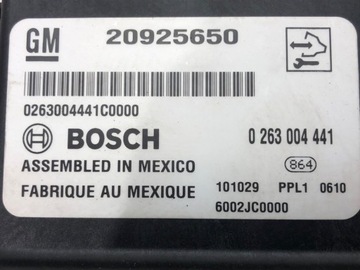 GM 20925650
0263004441C0000
BOSCH 0 263 004 441
ASSEMBLED IN MEXICO 864
FABRIQUE AU MEXIQUE 101029 PPL1 0610
6002JC0000